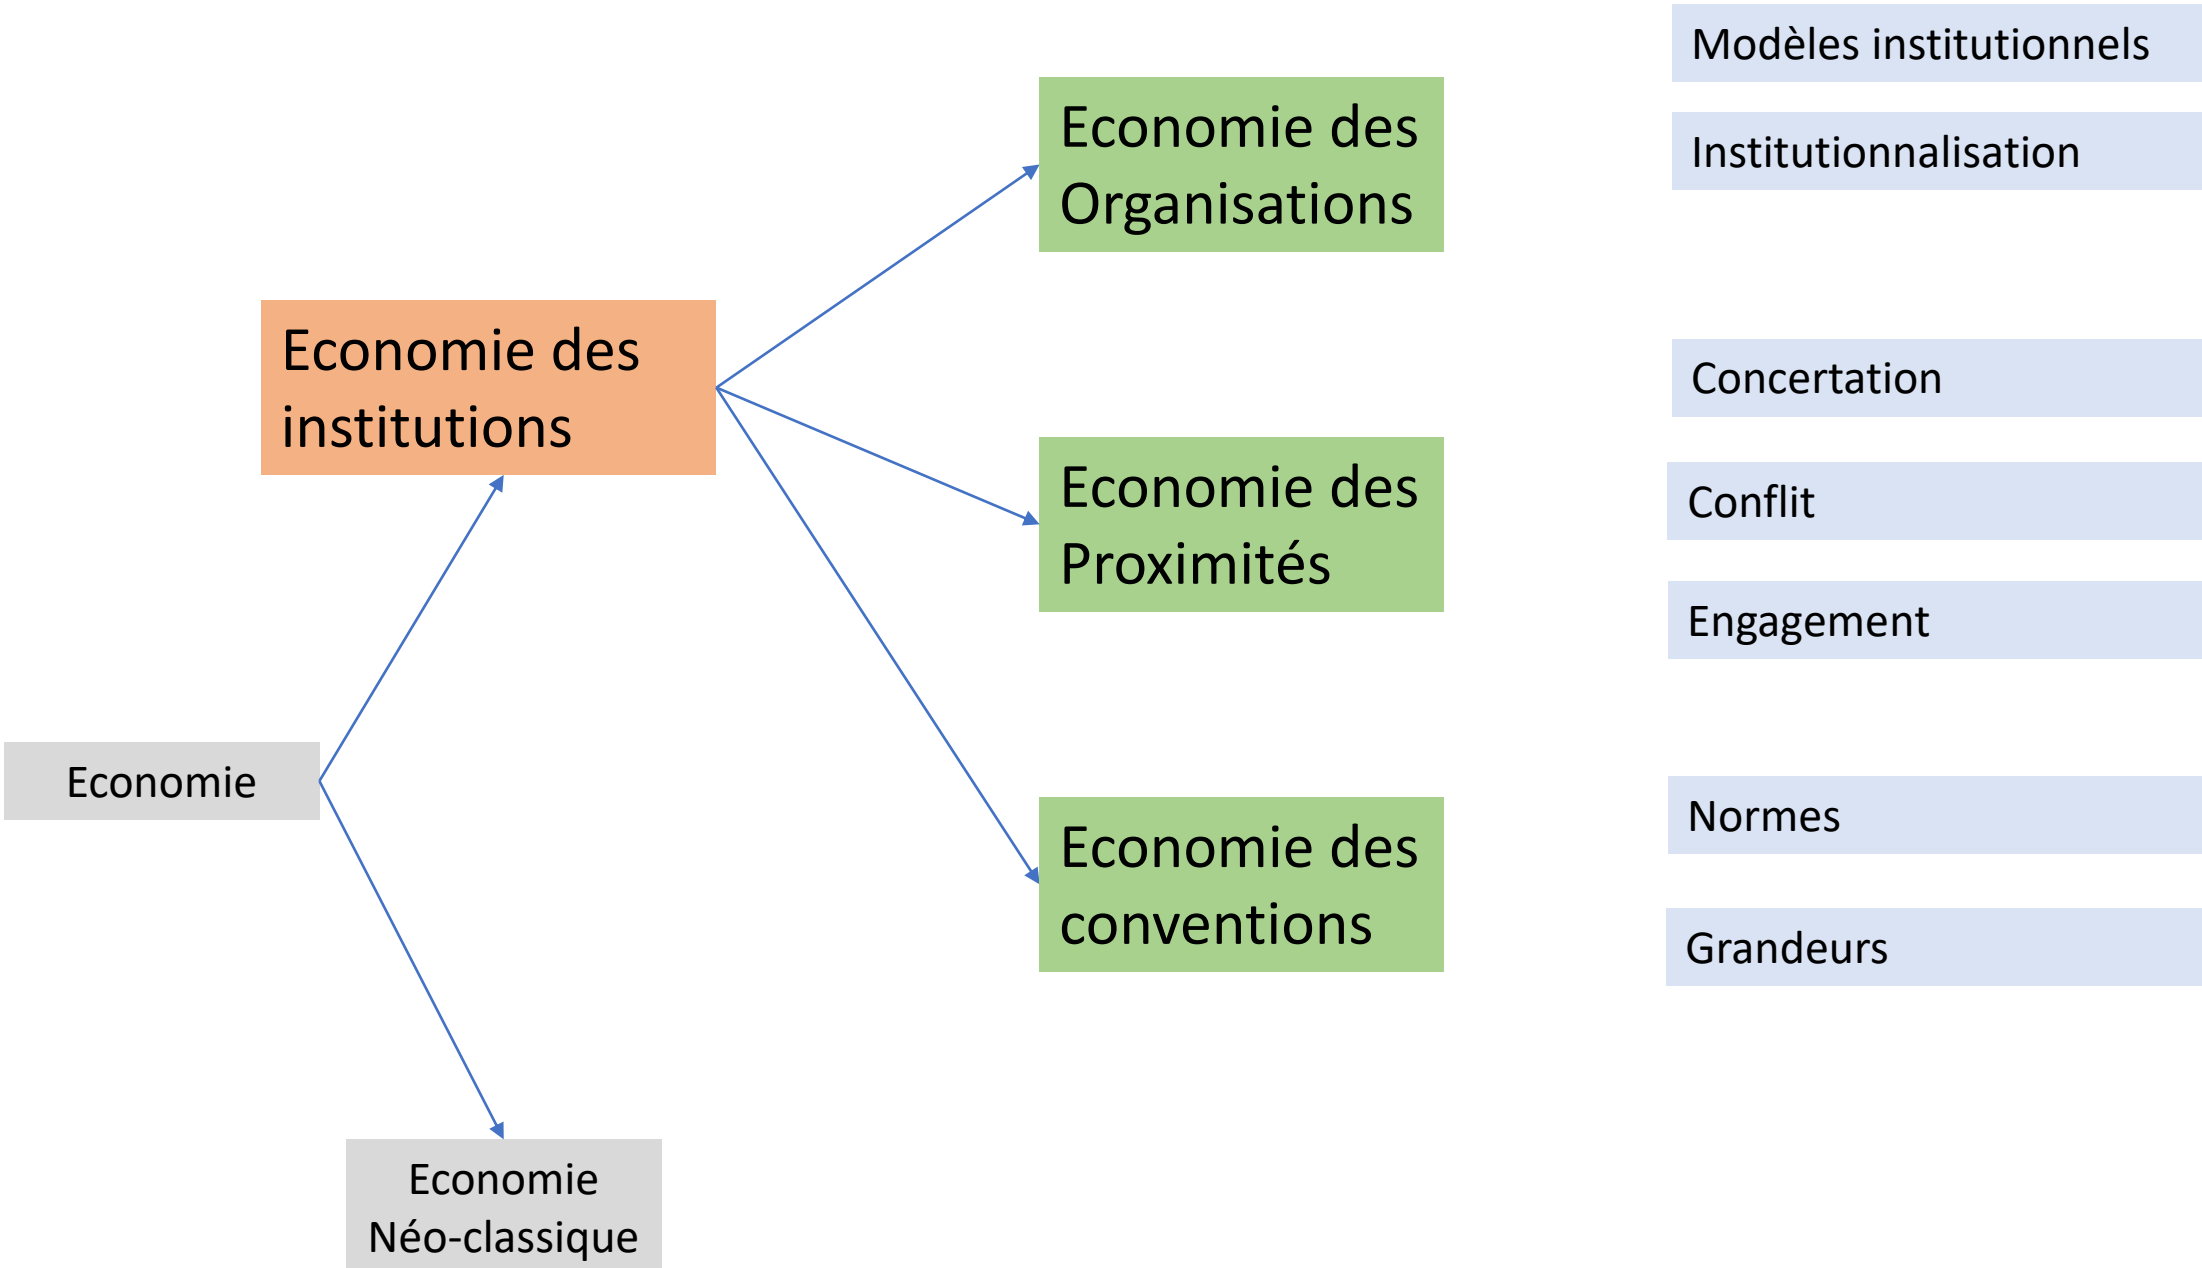 Modèles institutionnels
Economie des
Organisations
Institutionnalisation
Economie des
institutions
Concertation
Economie des
Proximités
Conflit
Engagement
Economie
Normes
Economie des
conventions
Grandeurs
Economie
Néo-classique